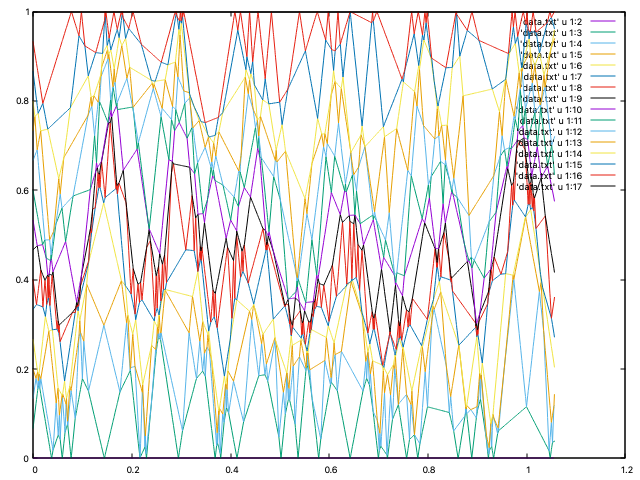 1
0.8
0.6
0.4
0.2
0
0 0.2 0.4 0.6 0.8 1 1.2
'data.txt' u 1:2
'data.txt' u 1:3
'data.txt' u 1:4
'data.txt' u 1:5
'data.txt' u 1:6
'data.txt' u 1:7
'data.txt' u 1:8
'data.txt' u 1:9
'data.txt' u 1:10
'data.txt' u 1:11
'data.txt' u 1:12
'data.txt' u 1:13
'data.txt' u 1:14
'data.txt' u 1:15
'data.txt' u 1:16
'data.txt' u 1:17